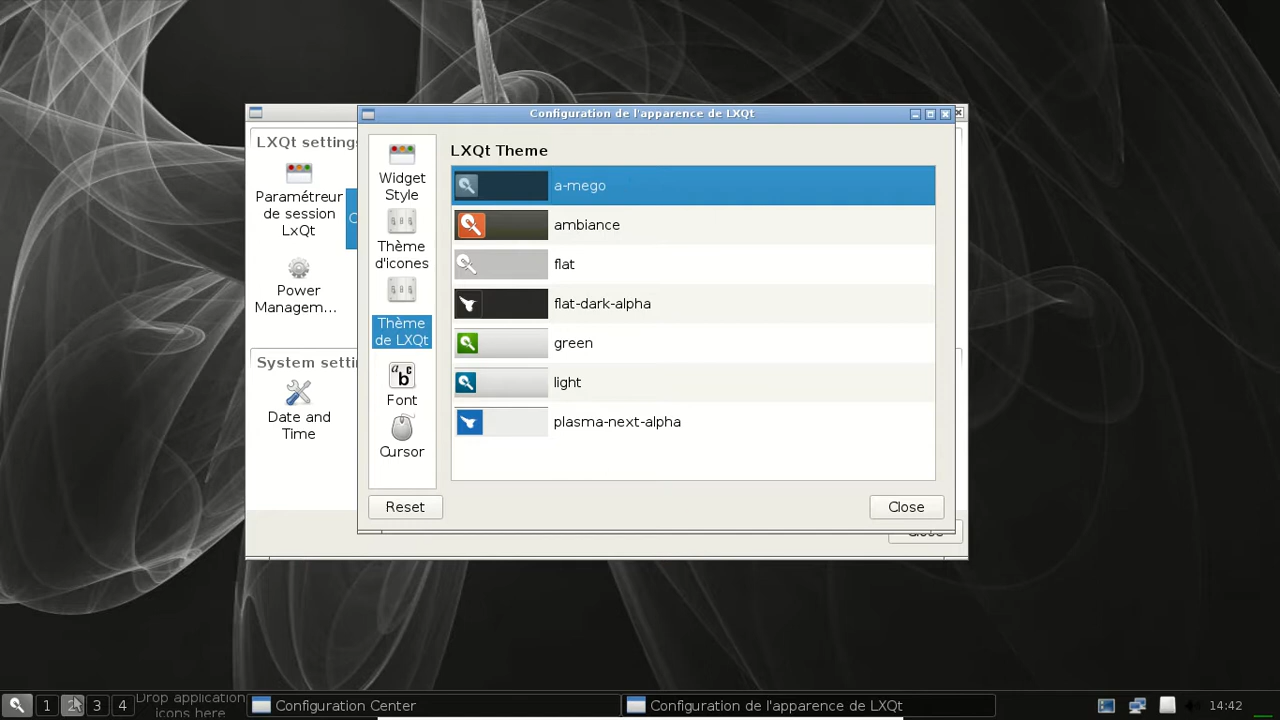 Configuration de l'apparence de LXQt
LXQt settings
Paramétreur
de session
LxQt
C
Power
Managem...
System setti
Date and
Time
Widget
Style
Thème
d'icones
Thème
de LXQt
Font
Cursor
LXQt Theme
a-mego
ambiance
flat
flat-dark-alpha
green
light
plasma-next-alpha
Reset
Close
Close
1
2
3
4
Drop application
icons here
Configuration Center
Configuration de l'apparence de LXQt
14:42